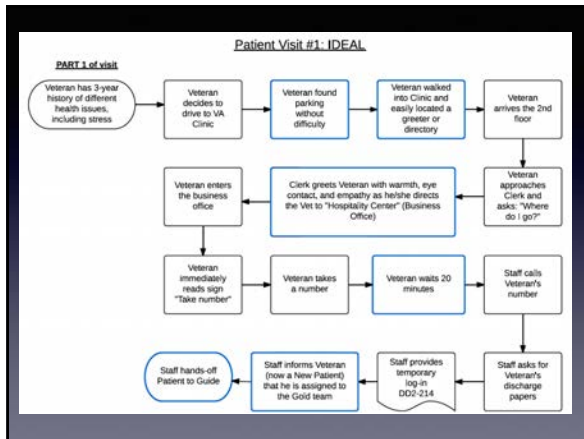 Patient Visit #1: IDEAL
PART 1 of visit
Veteran has 3-year
history of different
health issues,
including stress
Veteran
decides to
drive to VA
Clinic
Veteran found
parking
without
difficulty
Veteran walked
into Clinic and
easily located a
greeter or
directory
Veteran
arrives the 2nd
floor
Veteran
approaches
Clerk and
asks: "Where
do I go?"
Clerk greets Veteran with warmth, eye
contact, and empathy as he/she directs
the Vet to "Hospitality Center" (Business
Office)
Veteran enters
the business
office
Veteran
immediately
reads sign
"Take number"
Veteran takes
a number
Veteran waits 20
minutes
Staff calls
Veteran's
number
Staff asks for
Veteran's
discharge
papers
Staff provides
temporary
log-in
DD2-214
Staff informs Veteran
(now a New Patient)
that he is assigned to
the Gold team
Staff hands-off
Patient to Guide